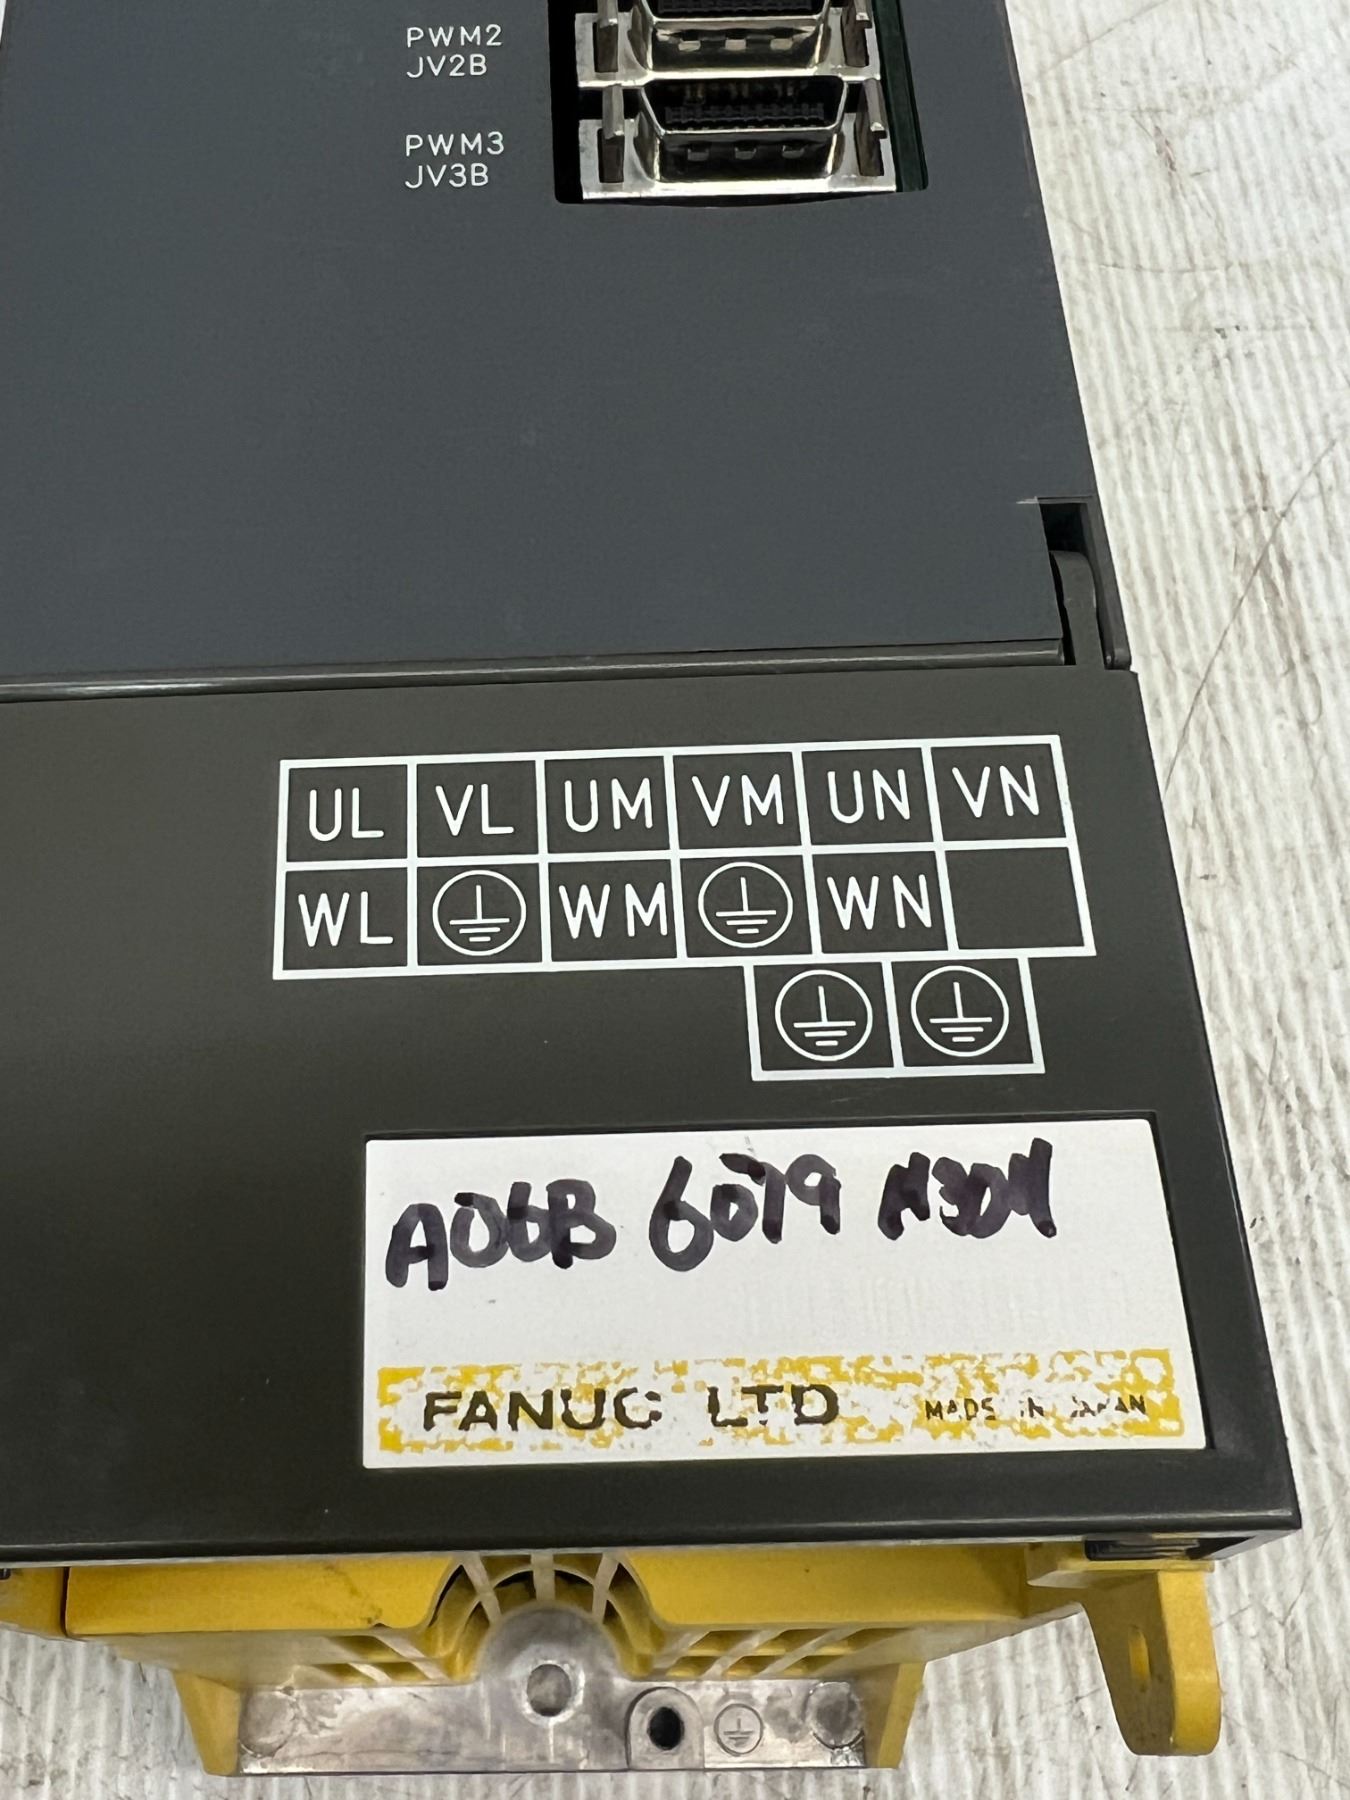 PWM2
JV2B
PWM3
JV3B
UL VL UM VM UN VN
WL WM WN
A06B 6079 H304
FANUC LTD MADE IN JAPAN